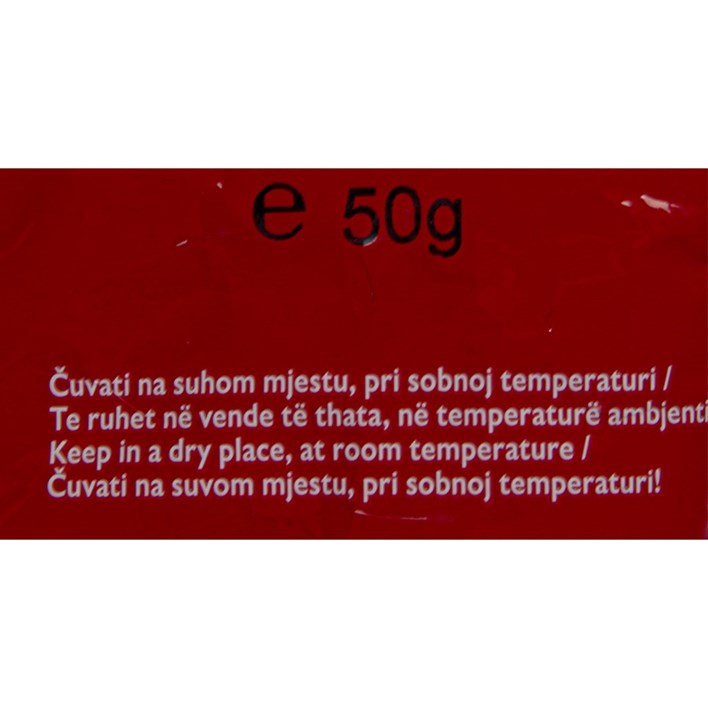 e 50g
Čuvati na suhom mjestu, pri sobnoj temperaturi /
Te ruhet në vende të thata, në temperaturë ambjenti
Keep in a dry place, at room temperature /
Čuvati na suvom mjestu, pri sobnoj temperaturi!